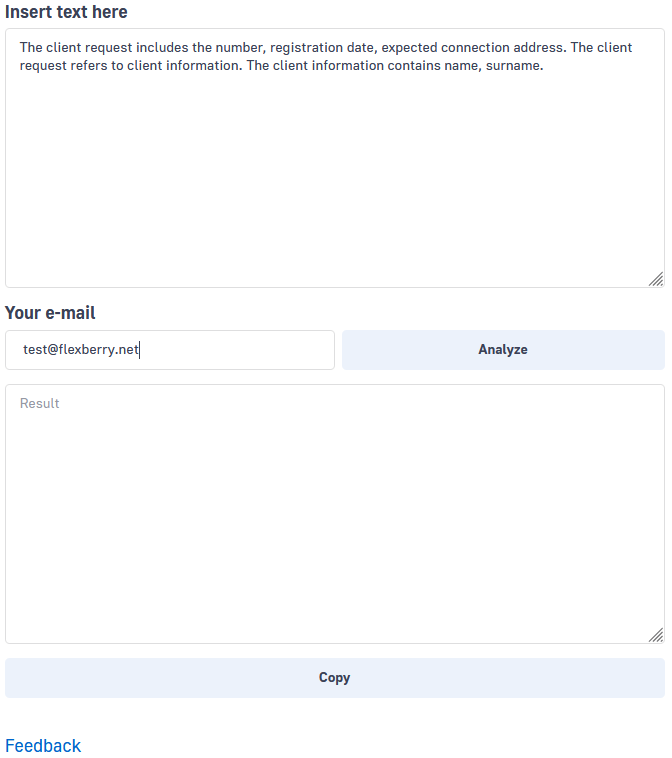 Insert text here
The client request includes the number, registration date, expected connection address. The client
request refers to client information. The client information contains name, surname.
Your e-mail
test@flexberry.net
Analyze
Result
Copy
Feedback